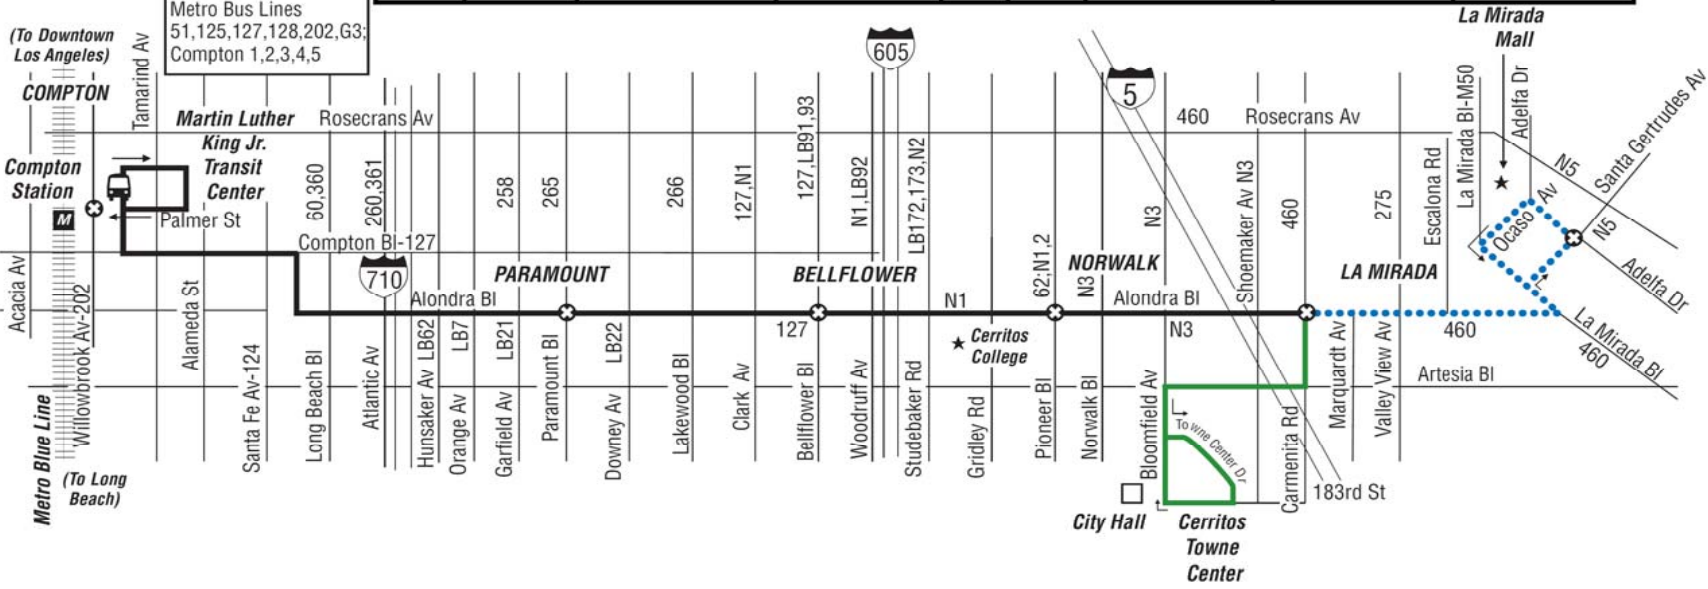 Metro Bus Lines
51,125,127,128,202,G3;
Compton 1,2,3,4,5
(To Downtown
Los Angeles)
COMPTON
Tamarind Av
Martin Luther
King Jr.
Transit
Center
Compton
Station
M
Palmer St
Acacia Av
Metro Blue Line
Willowbrook Av-202
(To Long
Beach)
Alameda St
Santa Fe Av-124
Rosecrans Av
60,360
260,361
258
265
266
127,N1
127,LB91,93
N1,LB92
LB172,173,N2
605
Compton Bl-127
710
Alondra Bl
PARAMOUNT
BELLFLOWER
127
N1
Long Beach Bl
Atlantic Av
Hunsaker Av LB62
Orange Av
LB7
Garfield Av
LB21
Paramount Bl
Downey Av
LB22
Lakewood Bl
Clark Av
Bellflower Bl
Woodruff Av
Studebaker Rd
Gridley Rd
Cerritos
College
Pioneer Bl
62;N1,2
Norwalk Bl
N3
NORWALK
5
N3
Alondra Bl
N3
Bloomfield Av
Shoemaker Av N3
460
Rosecrans Av
460
275
Escalona Rd
La Mirada Bl-M50
La Mirada
Mall
Adelfa Dr
Santa Gertrudes Av
N5
Ocaso Av
N5
Adelfa Dr
LA MIRADA
460
La Mirada Bl
460
Marquardt Av
Valley View Av
Artesia Bl
Carmenita Rd
183rd St
Towne Center Dr
City Hall
Cerritos
Towne
Center